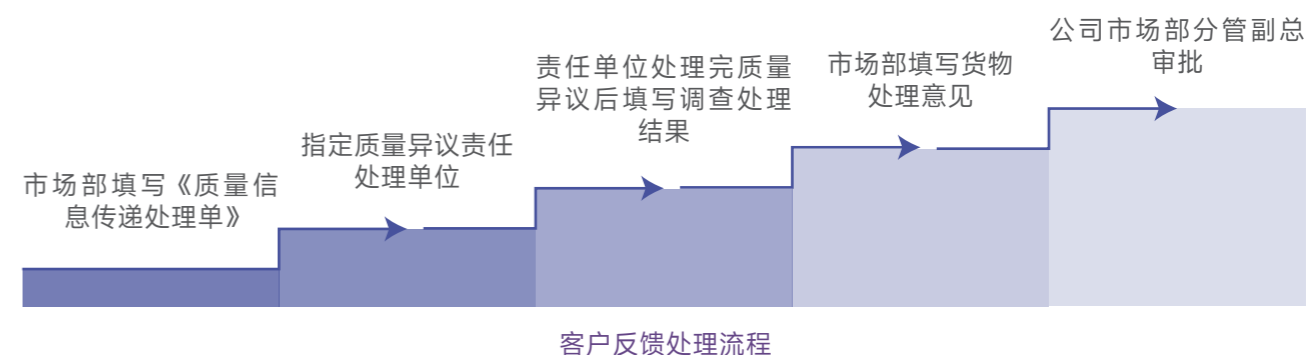 市场部填写《质量信
息传递处理单》
指定质量异议责任
处理单位
责任单位处理完质量
异议后填写调查处理
结果
市场部填写货物
处理意见
公司市场部分管副总
审批
客户反馈处理流程